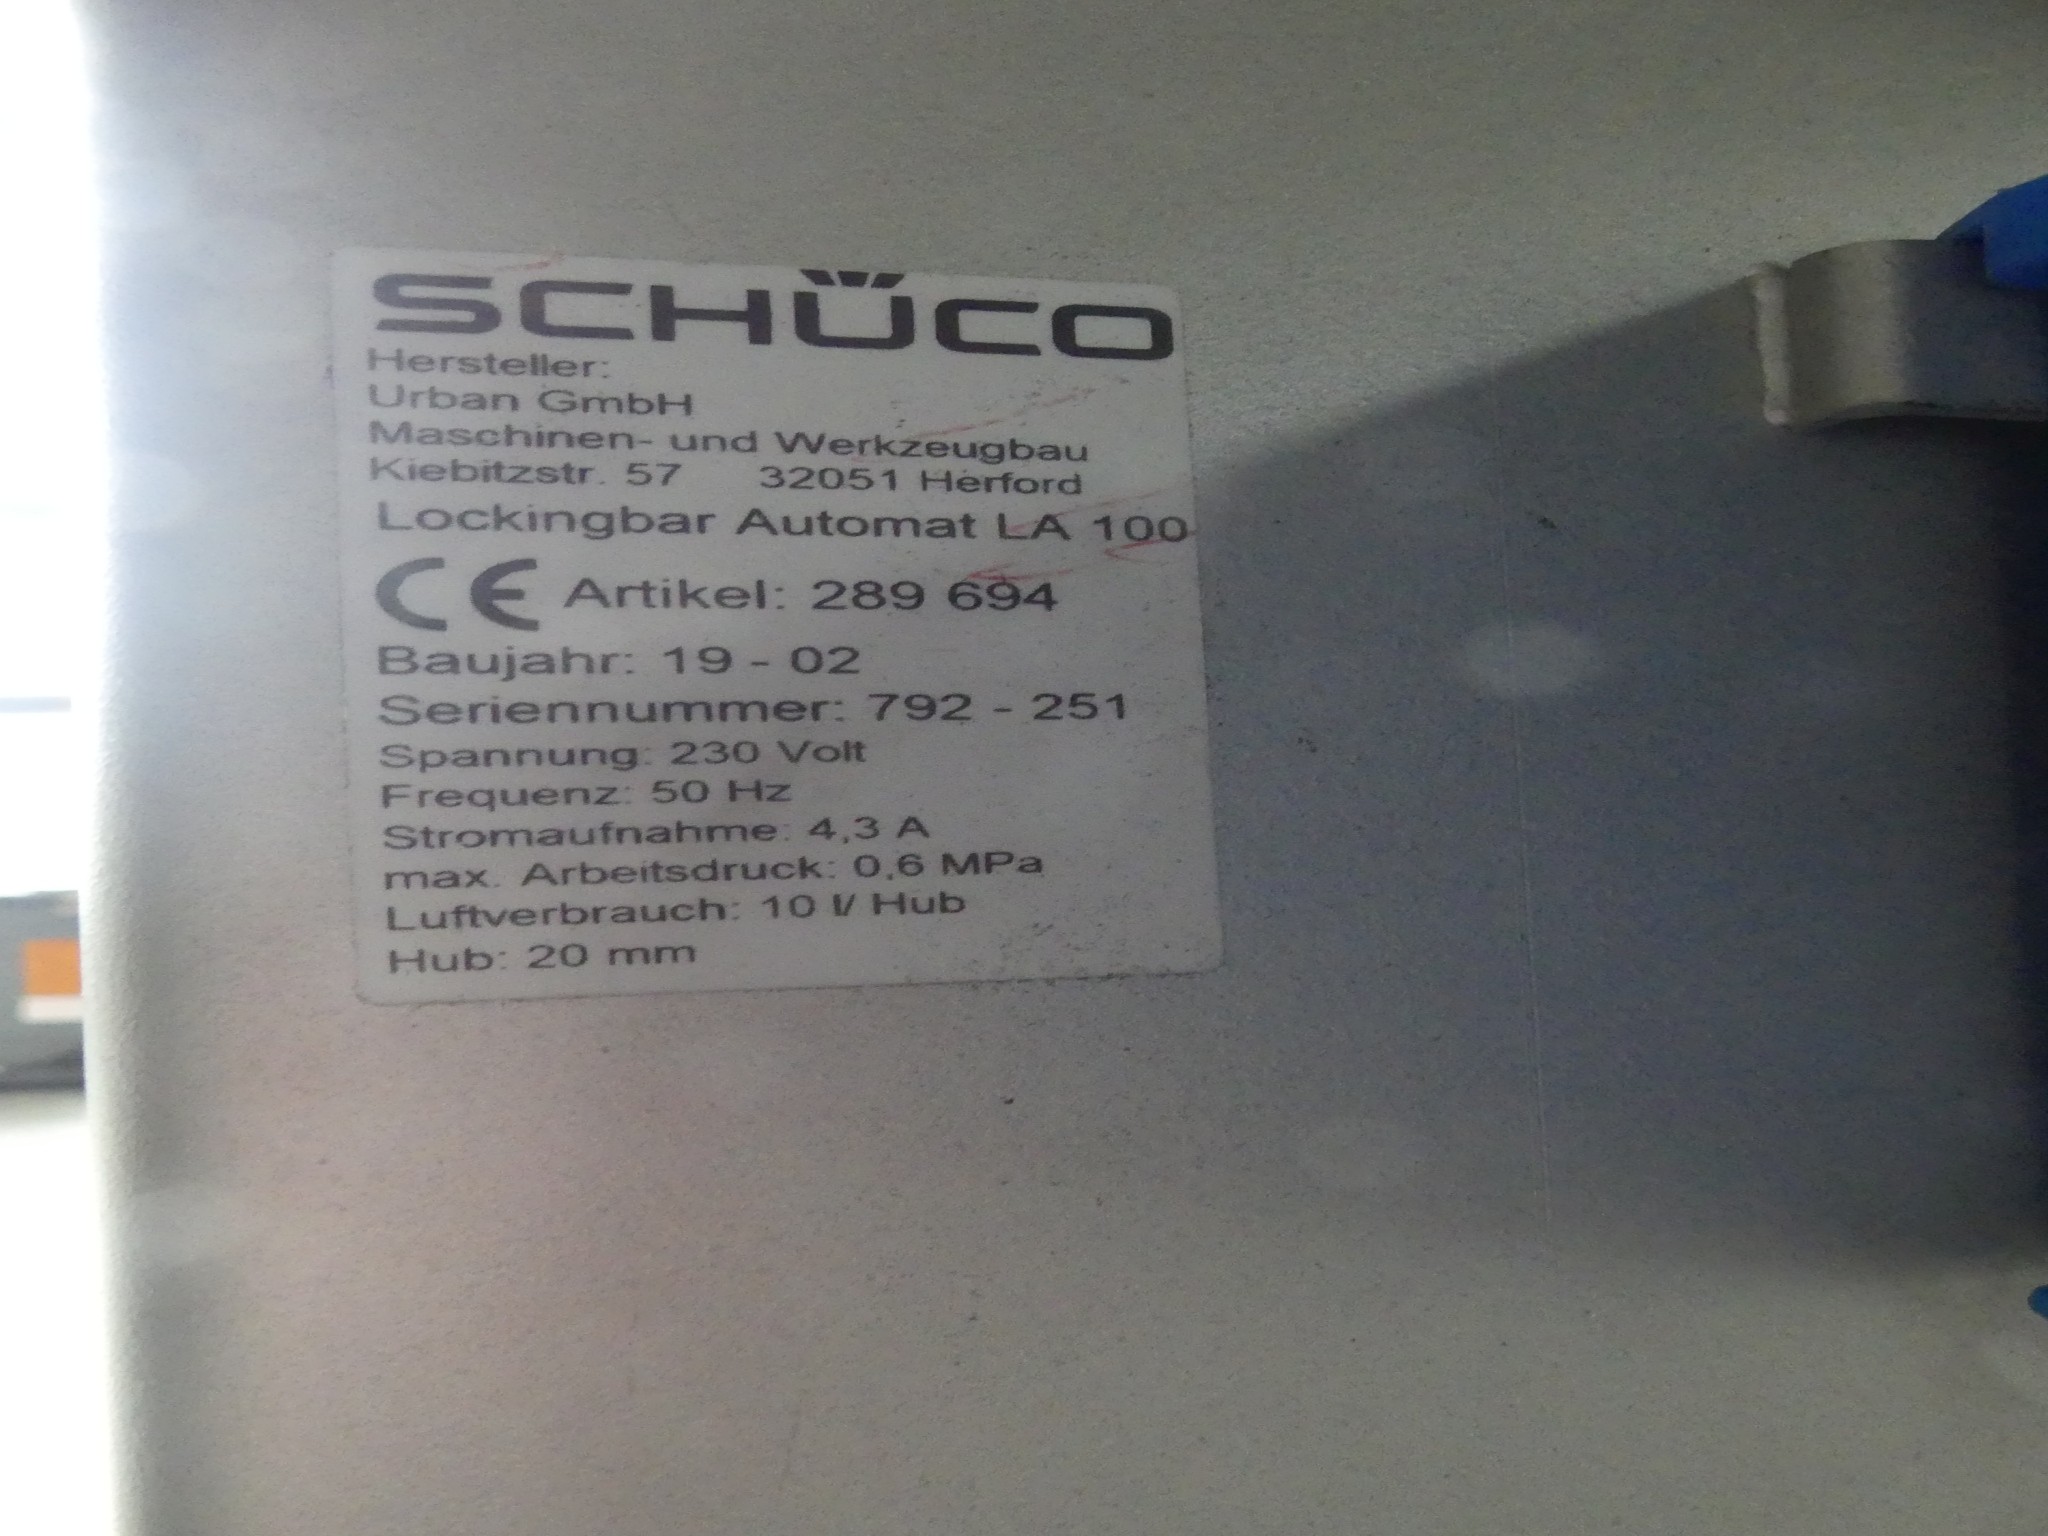 SCHÜCO
Hersteller:
Urban GmbH
Maschinen- und Werkzeugbau
Kiebitzstr. 57 32051 Herford
Lockingbar Automat LA 100
CE Artikel: 289 694
Baujahr: 19 - 02
Seriennummer: 792 - 251
Spannung: 230 Volt
Frequenz: 50 Hz
Stromaufnahme: 4,3 A
max. Arbeitsdruck: 0,6 MPa
Luftverbrauch: 10 l/ Hub
Hub: 20 mm